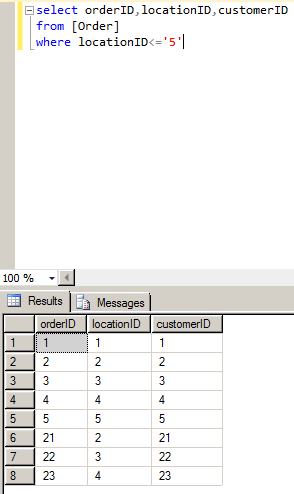 select orderID,locationID,customerID
from [Order]
where locationID<='5'
100 %
Results Messages
orderID locationID customerID
1 1 1 1
2 2 2 2
3 3 3 3
4 4 4 4
5 5 5 5
6 21 2 21
7 22 3 22
8 23 4 23